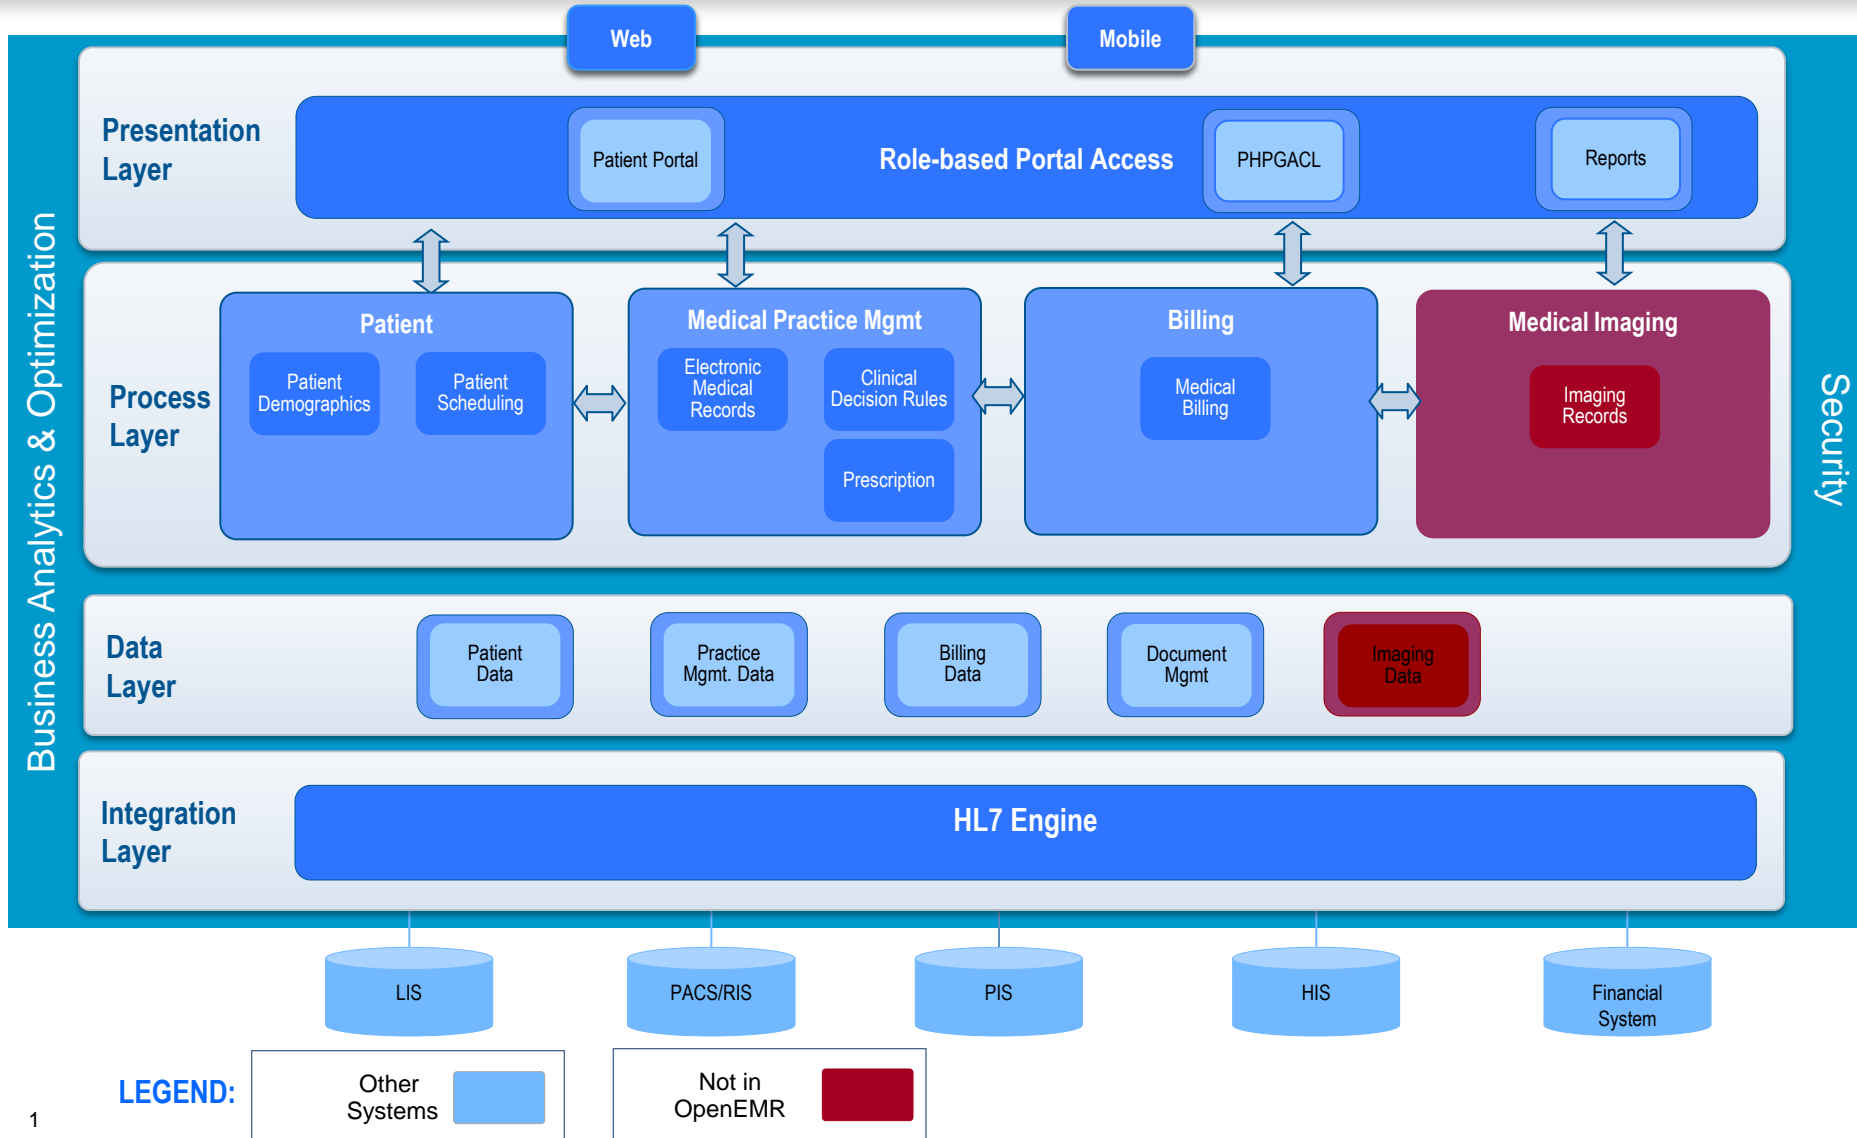 Web
Mobile
Presentation
Layer
Patient Portal
Role-based Portal Access
PHPGACL
Reports
Business Analytics & Optimization
Security
Process
Layer
Patient
Patient
Demographics
Patient
Scheduling
Medical Practice Mgmt
Electronic
Medical
Records
Clinical
Decision Rules
Prescription
Billing
Medical
Billing
Medical Imaging
Imaging
Records
Data
Layer
Patient
Data
Practice
Mgmt. Data
Billing
Data
Document
Mgmt
Imaging
Data
Integration
Layer
HL7 Engine
LIS
PACS/RIS
PIS
HIS
Financial
System
LEGEND:
Other
Systems
Not in
OpenEMR
1